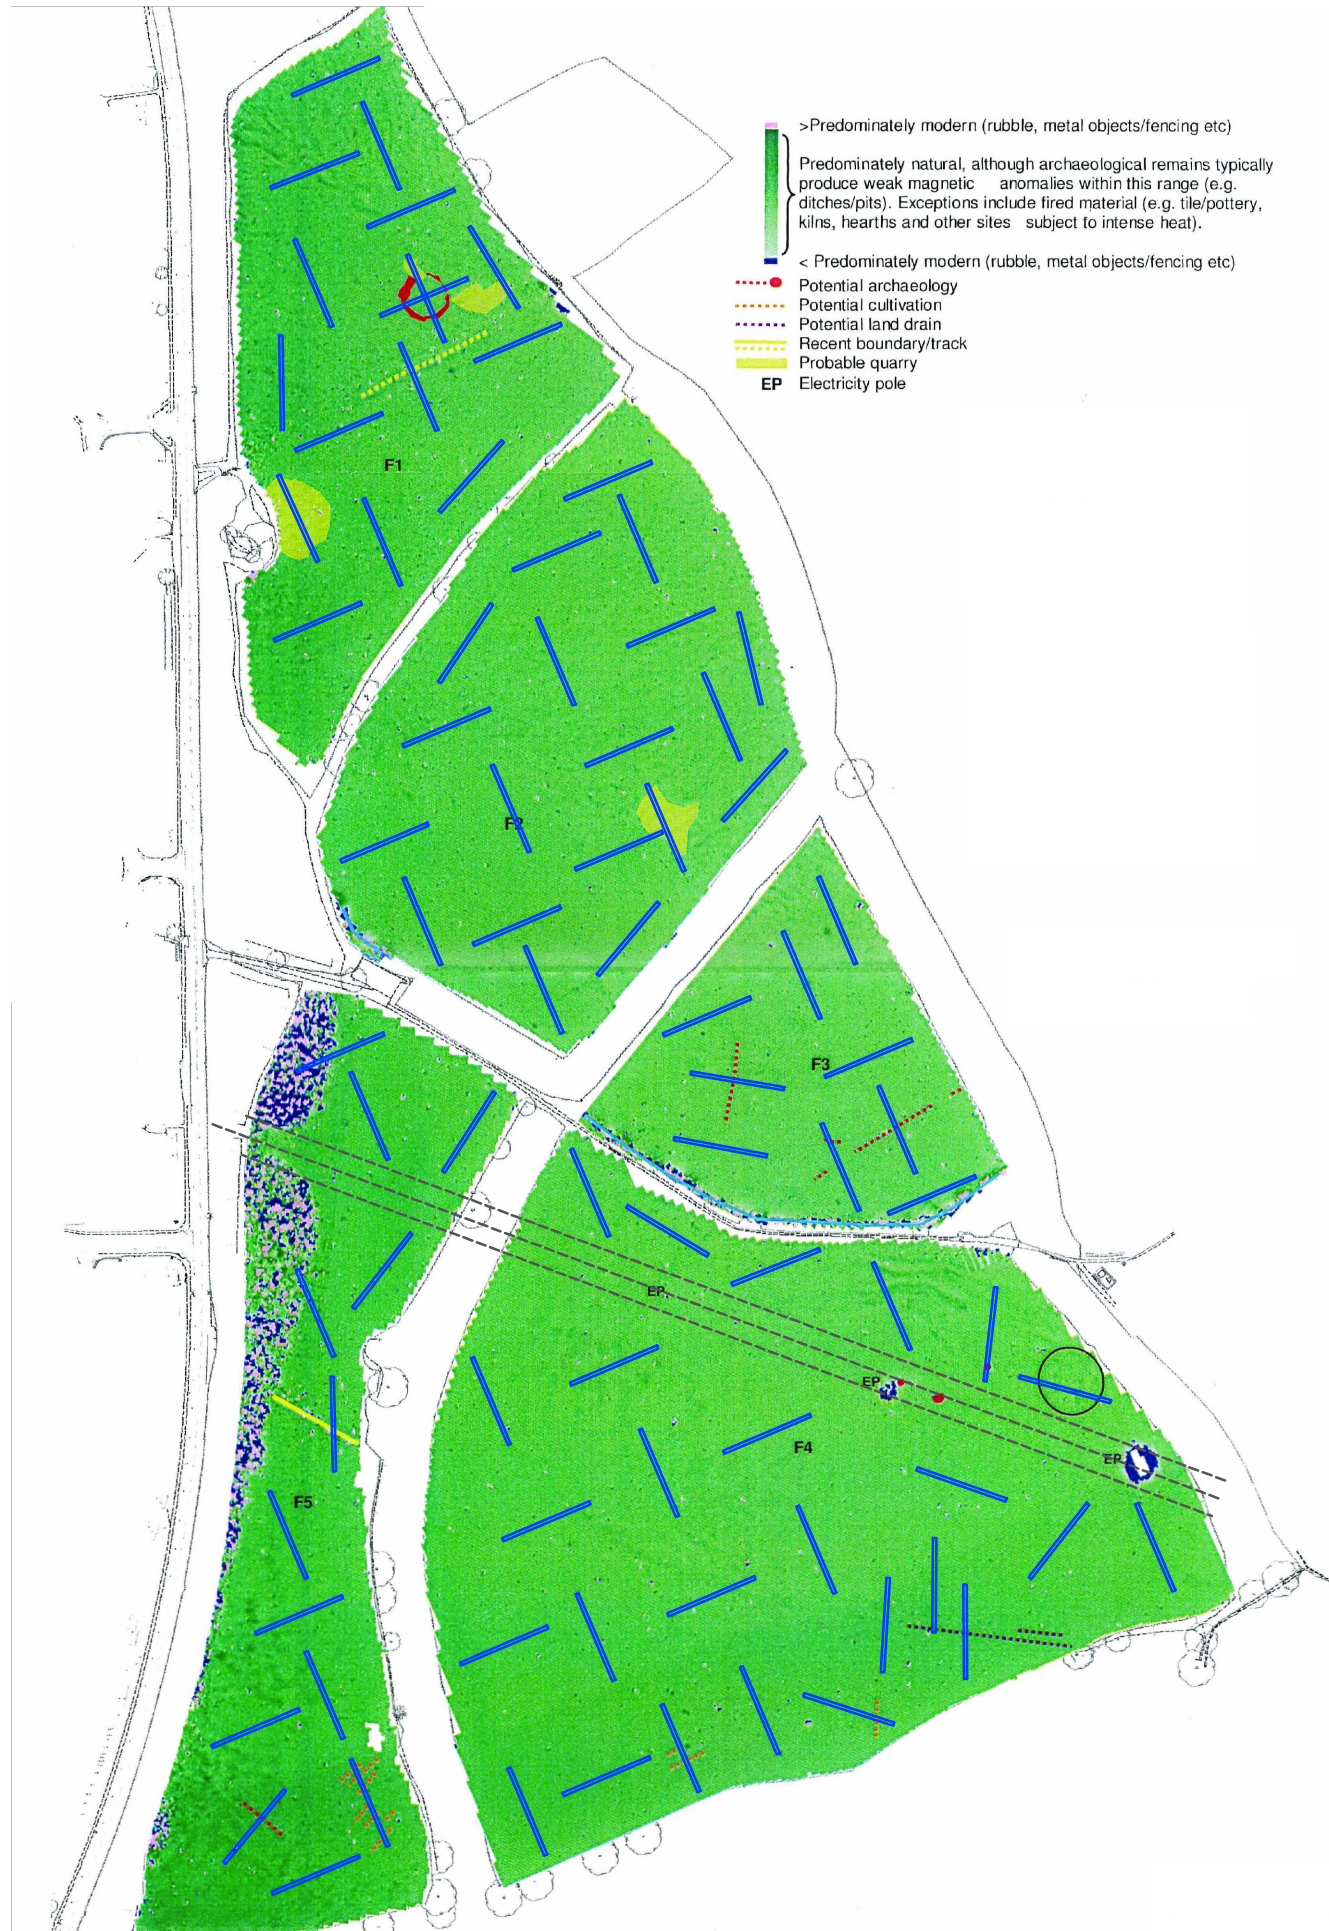 >Predominately modern (rubble, metal objects/fencing etc)
Predominately natural, although archaeological remains typically
produce weak magnetic anomalies within this range (e.g.
ditches/pits). Exceptions include fired material (e.g. tile/pottery,
kilns, hearths and other sites subject to intense heat).
< Predominately modern (rubble, metal objects/fencing etc)
Potential archaeology
Potential cultivation
Potential land drain
Recent boundary/track
Probable quarry
EP Electricity pole
F1
F2
F3
EP
EP
F4
EP
F5